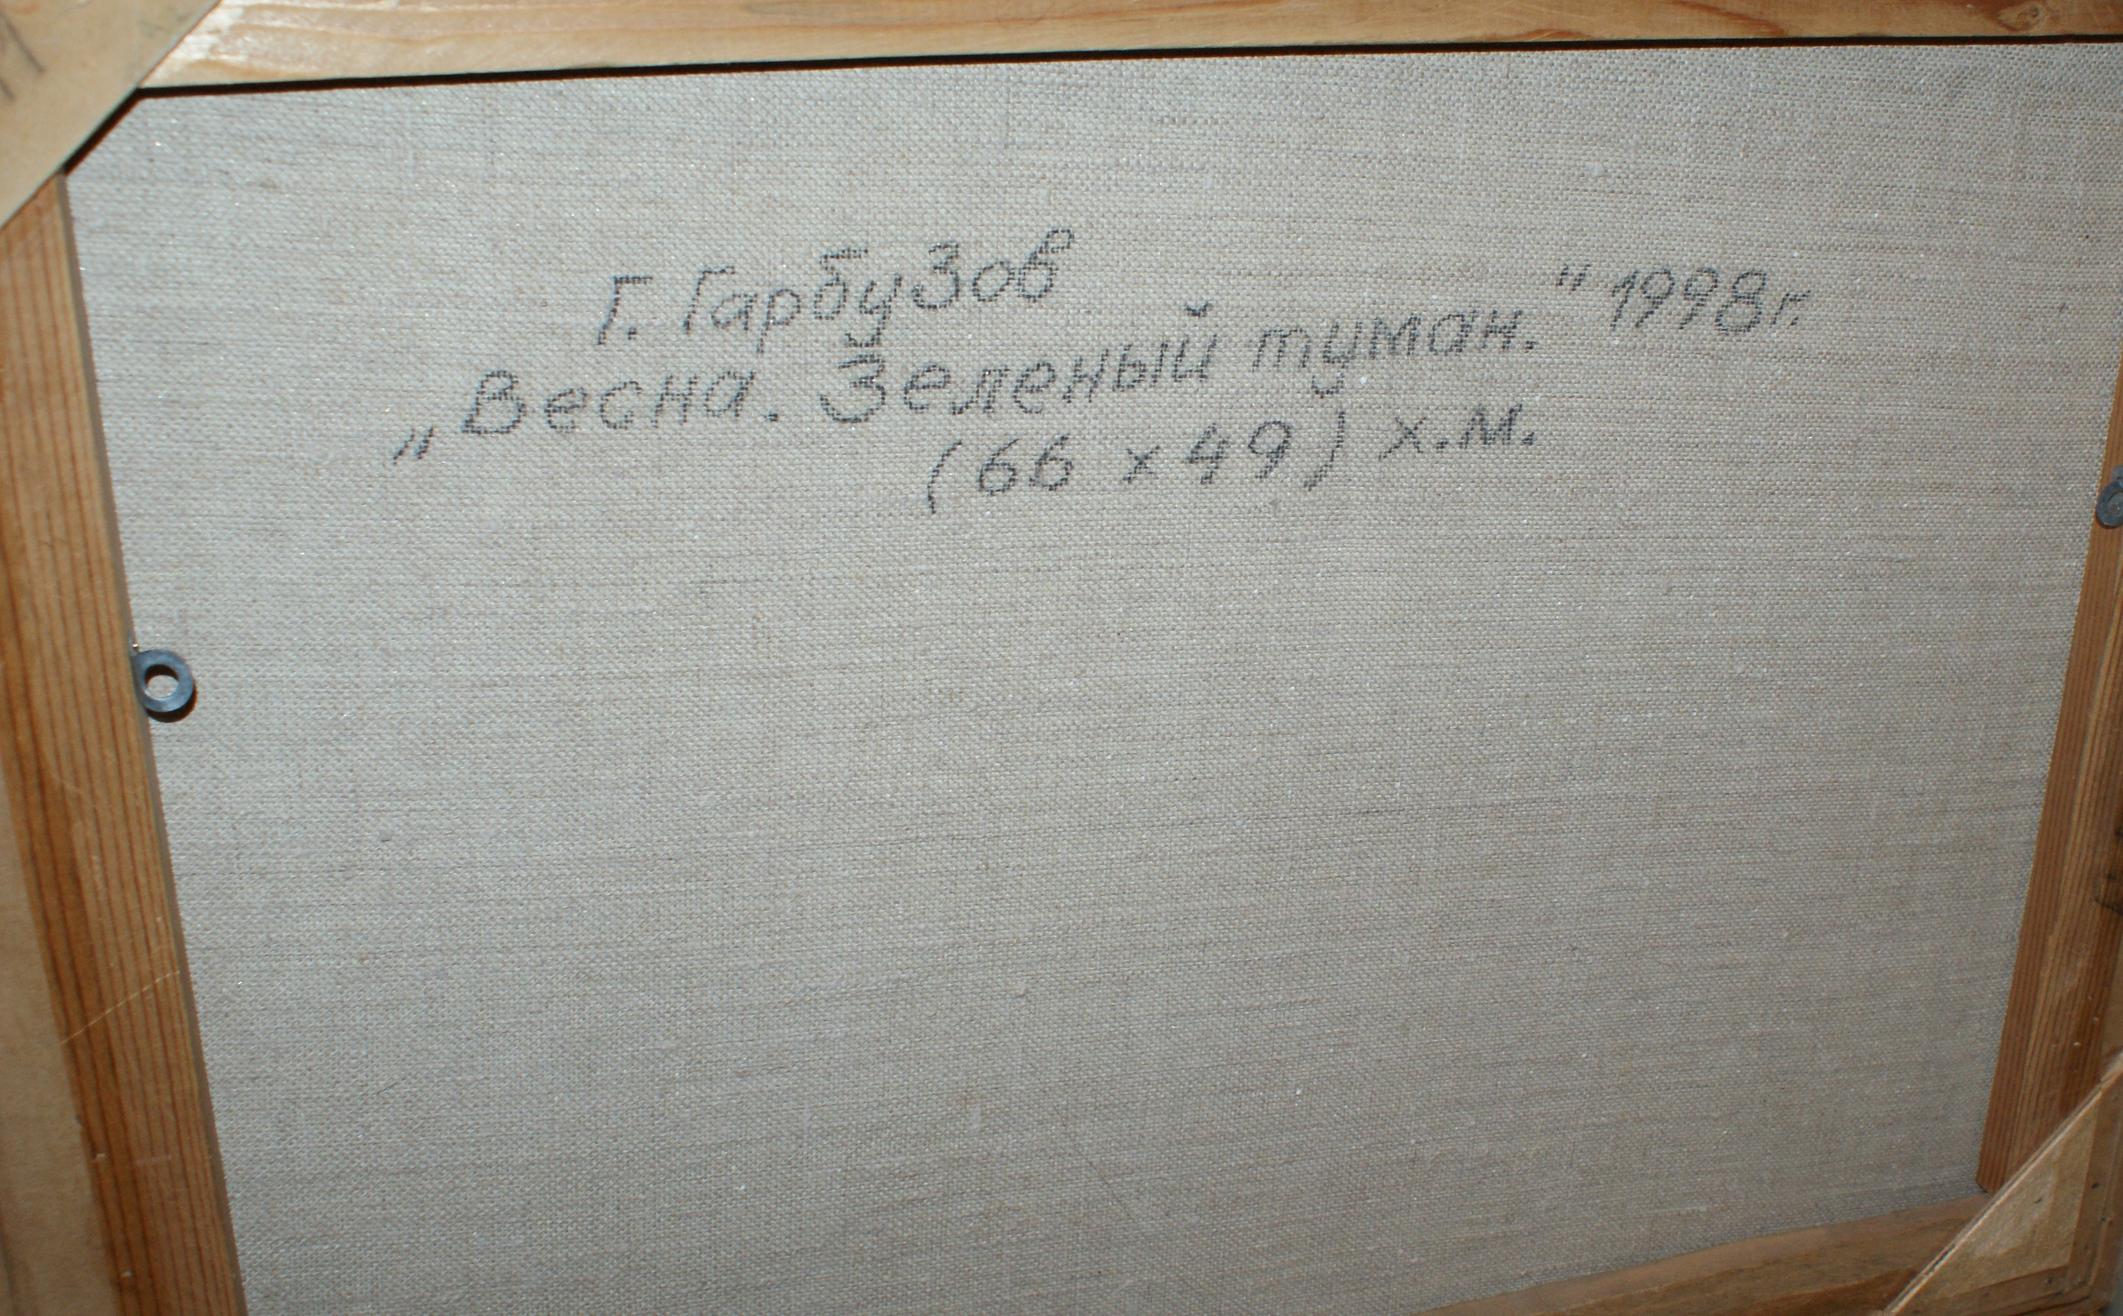 Г. Гарбузов
„Весна. Зеленый туман." 1998г.
(66 x 49) х.м.